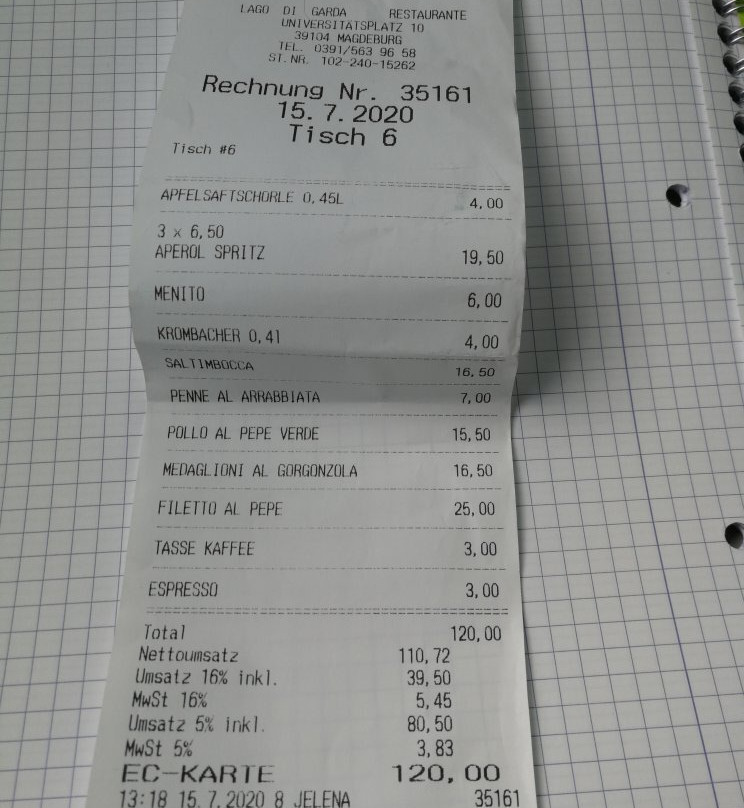 LAGO DI GARDA RESTAURANTE
UNIVERSITÄTSPLATZ 10
39104 MAGDEBURG
TEL. 0391/563 96 58
ST.NR. 102-240-15262
Rechnung Nr. 35161
15.7.2020
Tisch 6
Tisch #6
APFELSAFTSCHORLE 0,45L 4,00
3 x 6,50
APEROL SPRITZ 19,50
MENITO 6,00
KROMBACHER 0,4l 4,00
SALTIMBOCCA 16,50
PENNE AL ARRABBIATA 7,00
POLLO AL PEPE VERDE 15,50
MEDAGLIONI AL GORGONZOLA 16,50
FILETTO AL PEPE 25,00
TASSE KAFFEE 3,00
ESPRESSO 3,00
Total 120,00
Nettoumsatz 110,72
Umsatz 16% inkl. 39,50
MwSt 16% 5,45
Umsatz 5% inkl. 80,50
MwSt 5% 3,83
EC-KARTE 120,00
13:18 15.7.2020 8 JELENA 35161